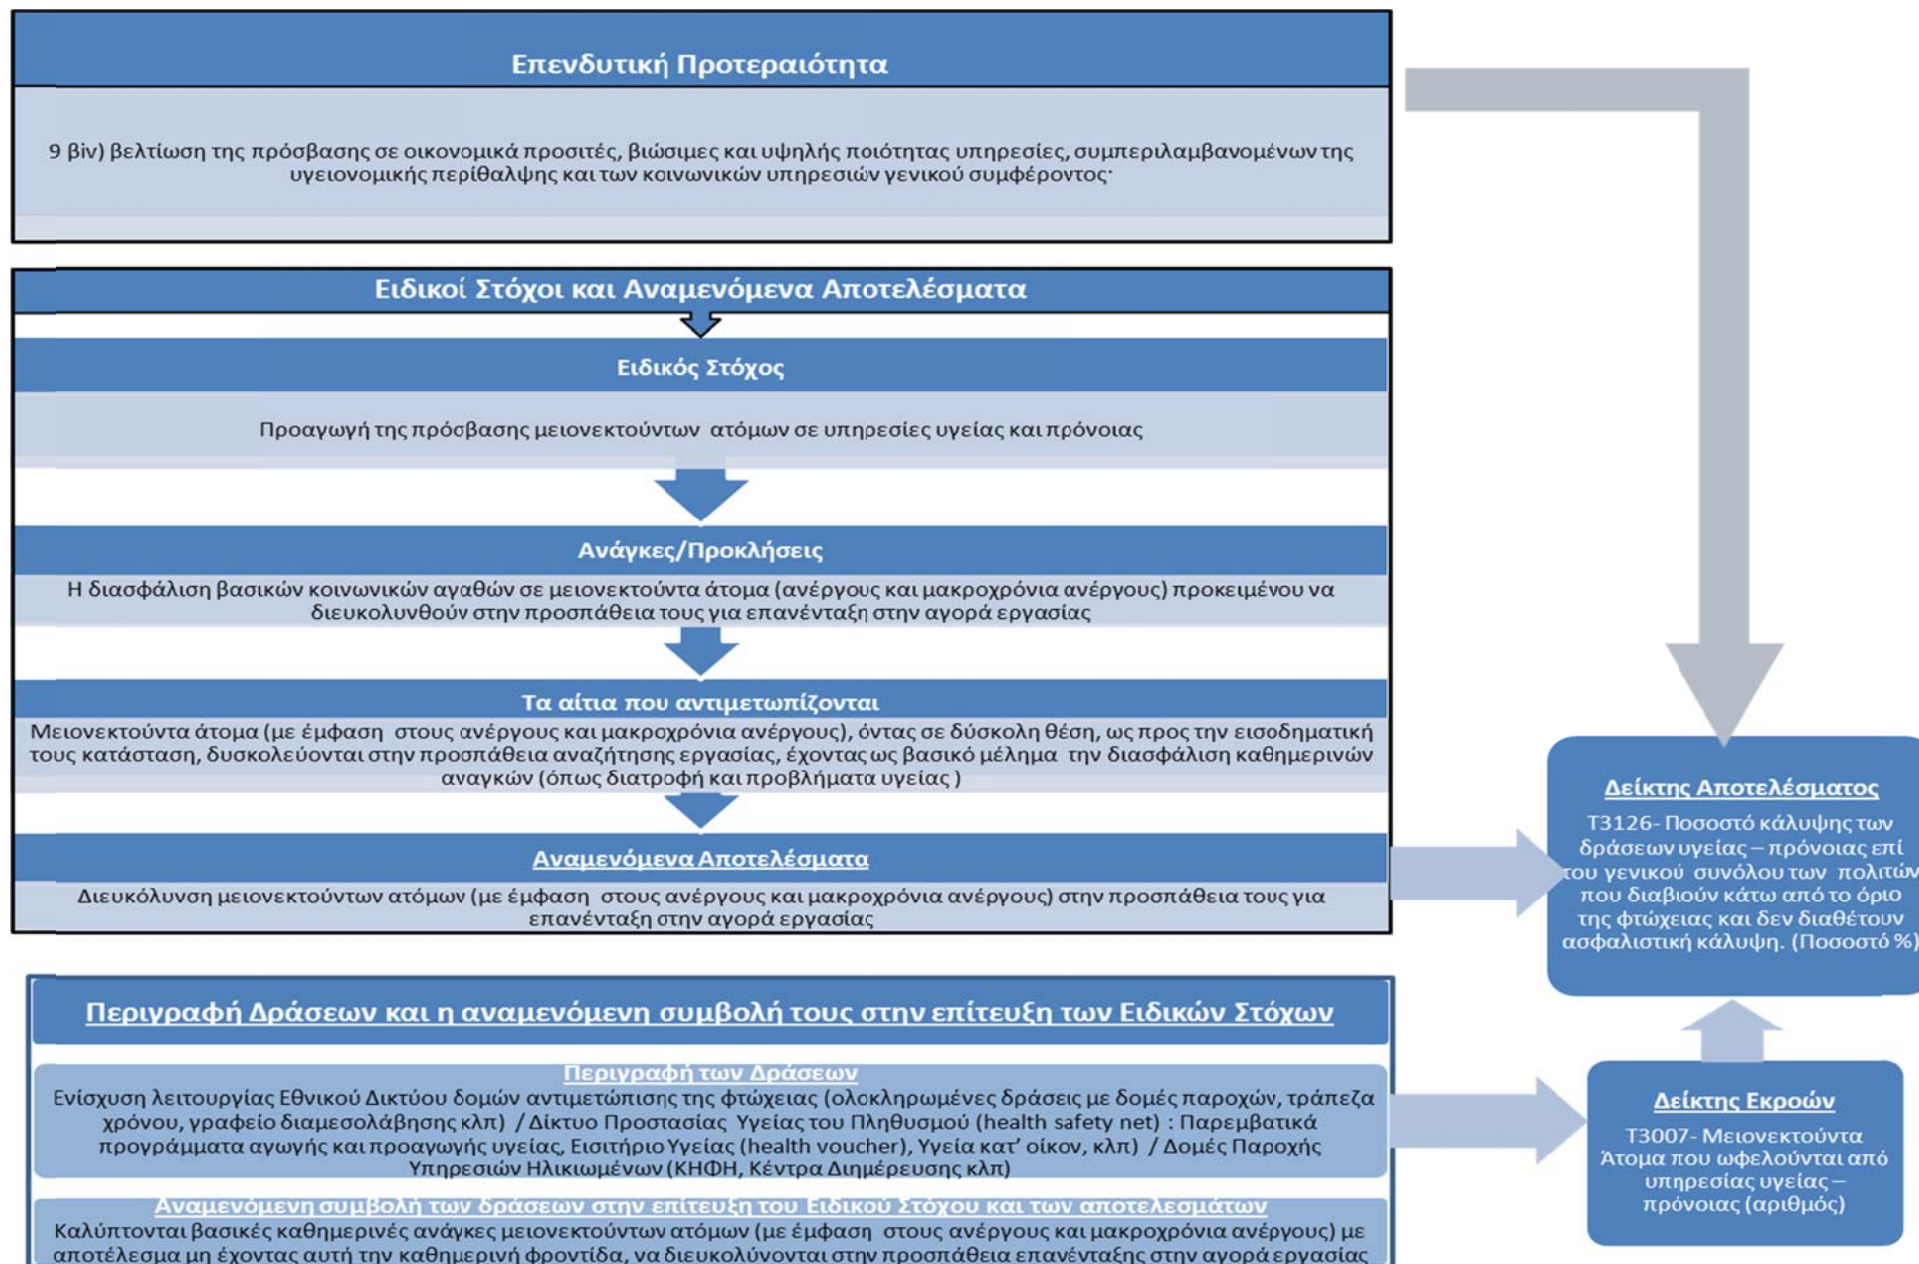 Επενδυτική Προτεραιότητα
9 βiv) βελτίωση της πρόσβασης σε οικονομικά προσιτές, βιώσιμες και υψηλής ποιότητας υπηρεσίες, συμπεριλαμβανομένων της
υγειονομικής περίθαλψης και των κοινωνικών υπηρεσιών γενικού συμφέροντος·
Ειδικοί Στόχοι και Αναμενόμενα Αποτελέσματα
Ειδικός Στόχος
Προαγωγή της πρόσβασης μειονεκτούντων ατόμων σε υπηρεσίες υγείας και πρόνοιας
Ανάγκες/Προκλήσεις
Η διασφάλιση βασικών κοινωνικών αγαθών σε μειονεκτούντα άτομα (ανέργους και μακροχρόνια ανέργους) προκειμένου να
διευκολυνθούν στην προσπάθεια τους για επανένταξη στην αγορά εργασίας
Τα αίτια που αντιμετωπίζονται
Μειονεκτούντα άτομα (με έμφαση στους ανέργους και μακροχρόνια ανέργους), όντας σε δύσκολη θέση, ως προς την εισοδηματική
τους κατάσταση, δυσκολεύονται στην προσπάθεια αναζήτησης εργασίας, έχοντας ως βασικό μέλημα την διασφάλιση καθημερινών
αναγκών (όπως διατροφή και προβλήματα υγείας )
Αναμενόμενα Αποτελέσματα
Διευκόλυνση μειονεκτούντων ατόμων (με έμφαση στους ανέργους και μακροχρόνια ανέργους) στην προσπάθεια τους για
επανένταξη στην αγορά εργασίας
Δείκτης Αποτελέσματος
Τ3126- Ποσοστό κάλυψης των
δράσεων υγείας – πρόνοιας επί
του γενικού συνόλου των πολιτών
που διαβιούν κάτω από το όριο
της φτώχειας και δεν διαθέτουν
ασφαλιστική κάλυψη. (Ποσοστό %)
Περιγραφή Δράσεων και η αναμενόμενη συμβολή τους στην επίτευξη των Ειδικών Στόχων
Περιγραφή των Δράσεων
Ενίσχυση λειτουργίας Εθνικού Δικτύου δομών αντιμετώπισης της φτώχειας (ολοκληρωμένες δράσεις με δομές παροχών, τράπεζα
χρόνου, γραφείο διαμεσολάβησης κλπ) / Δίκτυο Προστασίας Υγείας του Πληθυσμού (health safety net) : Παρεμβατικά
προγράμματα αγωγής και προαγωγής υγείας, Εισιτήριο Υγείας (health voucher), Υγεία κατ’ οίκον, κλπ) / Δομές Παροχής
Υπηρεσιών Ηλικιωμένων (ΚΗΦΗ, Κέντρα Διημέρευσης κλπ)
Αναμενόμενη συμβολή των δράσεων στην επίτευξη του Ειδικού Στόχου και των αποτελεσμάτων
Καλύπτονται βασικές καθημερινές ανάγκες μειονεκτούντων ατόμων (με έμφαση στους ανέργους και μακροχρόνια ανέργους) με
αποτέλεσμα μη έχοντας αυτή την καθημερινή φροντίδα, να διευκολύνονται στην προσπάθεια επανένταξης στην αγορά εργασίας
Δείκτης Εκροών
Τ3007- Μειονεκτούντα
Άτομα που ωφελούνται από
υπηρεσίας υγείας –
πρόνοιας (αριθμός)